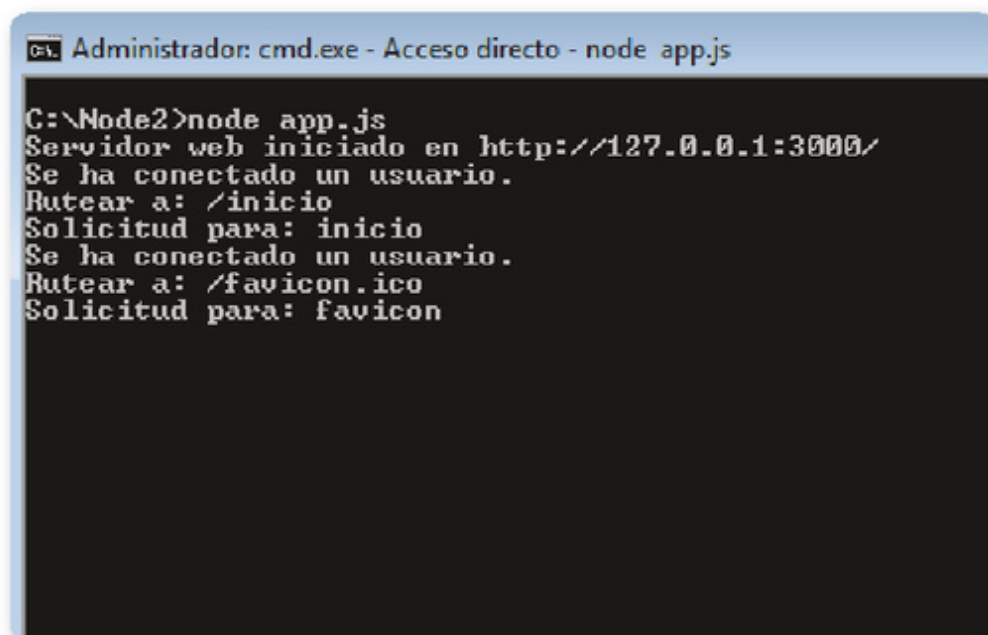 Administrador: cmd.exe - Acceso directo - node app.js
C:\Node2>node app.js
Servidor web iniciado en http://127.0.0.1:3000/
Se ha conectado un usuario.
Rutear a: /inicio
Solicitud para: inicio
Se ha conectado un usuario.
Rutear a: /favicon.ico
Solicitud para: favicon